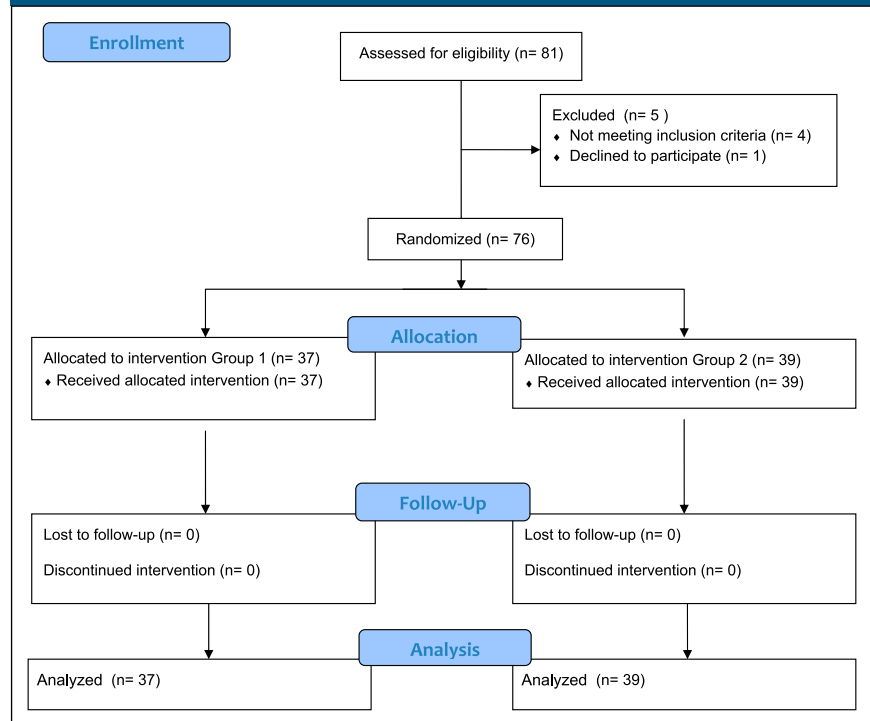 Enrollment
Assessed for eligibility (n= 81)
Excluded (n= 5 )
♦ Not meeting inclusion criteria (n= 4)
♦ Declined to participate (n= 1)
Randomized (n= 76)
Allocation
Allocated to intervention Group 1 (n= 37)
♦ Received allocated intervention (n= 37)
Allocated to intervention Group 2 (n= 39)
♦ Received allocated intervention (n= 39)
Follow-Up
Lost to follow-up (n= 0)
Discontinued intervention (n= 0)
Lost to follow-up (n= 0)
Discontinued intervention (n= 0)
Analysis
Analyzed (n= 37)
Analyzed (n= 39)